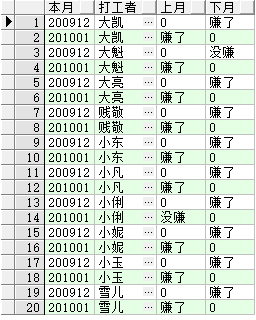 本月 打工者 上月 下月
1 200912 大凯 ... 0 赚了
2 201001 大凯 ... 赚了 0
3 200912 大魁 ... 0 没赚
4 201001 大魁 ... 赚了 0
5 200912 大亮 ... 0 赚了
6 201001 大亮 ... 赚了 0
7 200912 贱敬 ... 0 赚了
8 201001 贱敬 ... 赚了 0
9 200912 小东 ... 0 赚了
10 201001 小东 ... 赚了 0
11 200912 小凡 ... 0 赚了
12 201001 小凡 ... 赚了 0
13 200912 小俐 ... 0 赚了
14 201001 小俐 ... 没赚 0
15 200912 小妮 ... 0 赚了
16 201001 小妮 ... 赚了 0
17 200912 小玉 ... 0 赚了
18 201001 小玉 ... 赚了 0
19 200912 雪儿 ... 0 赚了
20 201001 雪儿 ... 赚了 0